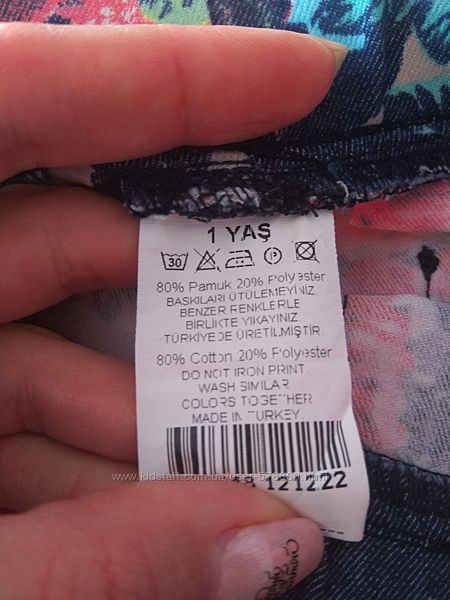 1 YAŞ
30 P
80% Pamuk 20% Polyester
BASKILARI ÜTÜLEMEYİNİZ.
BENZER RENKLERLE
BİRLİKTE YIKAYINIZ.
TÜRKİYEDE ÜRETİLMİŞTİR.
80% Cotton 20% Polyester
DO NOT IRON PRINT.
WASH SIMILAR
COLORS TOGETHER
MADE IN TURKEY.
121222